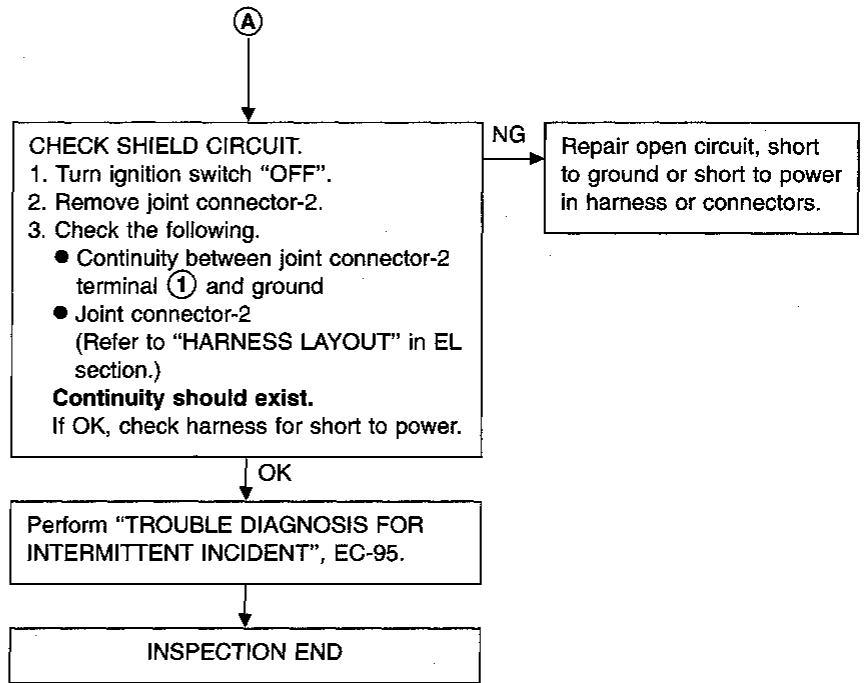 Ⓐ
CHECK SHIELD CIRCUIT.
1. Turn ignition switch “OFF”.
2. Remove joint connector-2.
3. Check the following.
● Continuity between joint connector-2
terminal ① and ground
● Joint connector-2
(Refer to “HARNESS LAYOUT” in EL
section.)
Continuity should exist.
If OK, check harness for short to power.
NG
Repair open circuit, short
to ground or short to power
in harness or connectors.
OK
Perform “TROUBLE DIAGNOSIS FOR
INTERMITTENT INCIDENT”, EC-95.
INSPECTION END